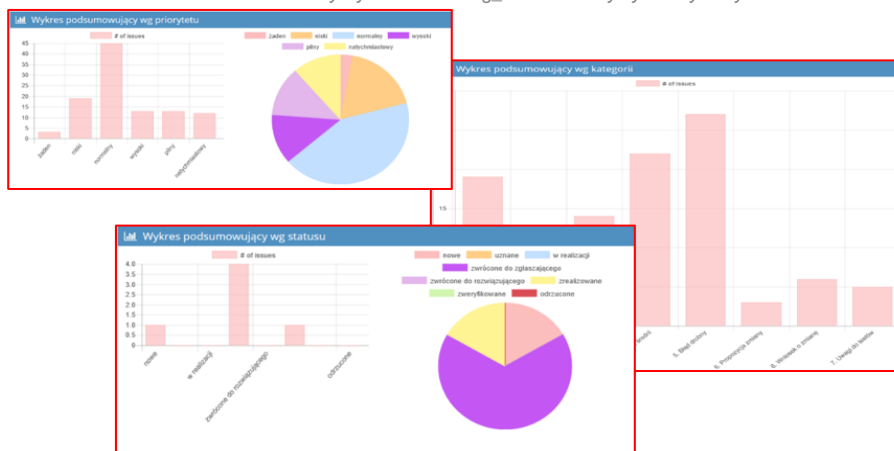 Wykres podsumowujący wg priorytetu
# of issues
żaden niski normalny wysoki
pilny natychmiastowy
45
40
35
30
25
20
15
10
5
0
żaden
niski
normalny
wysoki
pilny
natychmiastowy
Wykres podsumowujący wg kategorii
# of issues
15
5. Błąd drobny
6. Propozycja zmiany
6. Wniosek o zmianę
7. Uwagi do testów
Wykres podsumowujący wg statusu
# of issues
nowe uznane w realizacji
zwrócone do zgłaszającego
zwrócone do rozwiązującego zrealizowane
zweryfikowane odrzucone
4.0
3.5
3.0
2.5
2.0
1.5
1.0
0.5
0
nowe
w realizacji
zwrócone do rozwiązującego
odrzucone